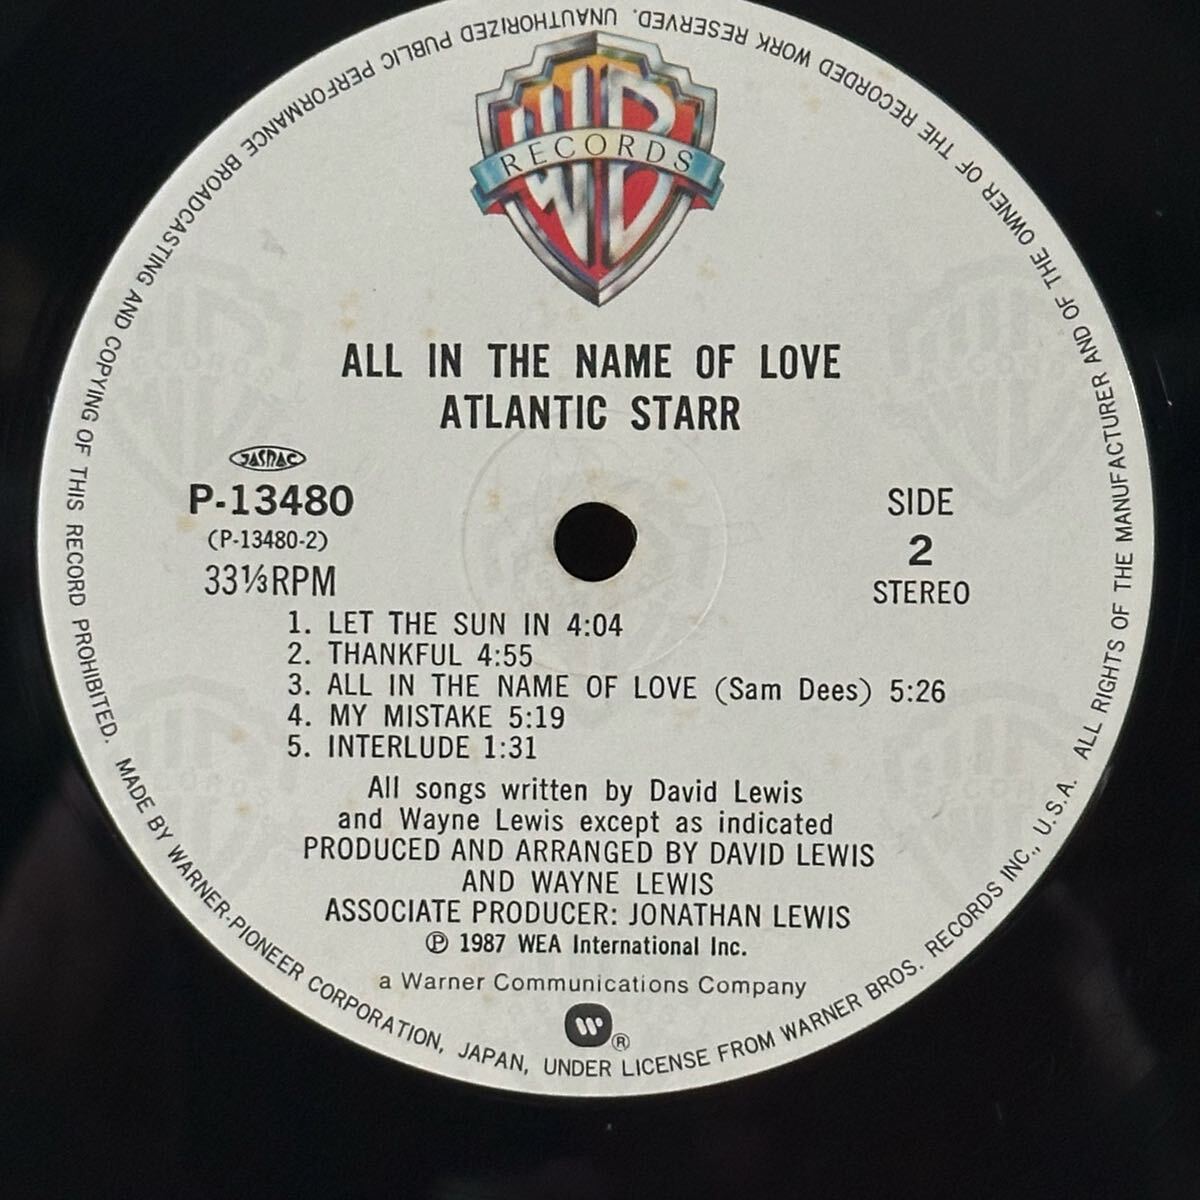 WB
RECORDS
ALL IN THE NAME OF LOVE
ATLANTIC STARR
JASRAC
P-13480
(P-13480-2)
33⅓RPM
SIDE
2
STEREO
1. LET THE SUN IN 4:04
2. THANKFUL 4:55
3. ALL IN THE NAME OF LOVE (Sam Dees) 5:26
4. MY MISTAKE 5:19
5. INTERLUDE 1:31
All songs written by David Lewis
and Wayne Lewis except as indicated
PRODUCED AND ARRANGED BY DAVID LEWIS
AND WAYNE LEWIS
ASSOCIATE PRODUCER: JONATHAN LEWIS
℗ 1987 WEA International Inc.
a Warner Communications Company
W®
MADE BY WARNER-PIONEER CORPORATION, JAPAN, UNDER LICENSE FROM WARNER BROS. RECORDS INC., U.S.A. ALL RIGHTS OF THE MANUFACTURER AND OF THE OWNER OF THE RECORDED WORK RESERVED. UNAUTHORIZED PUBLIC PERFORMANCE BROADCASTING AND COPYING OF THIS RECORD PROHIBITED.